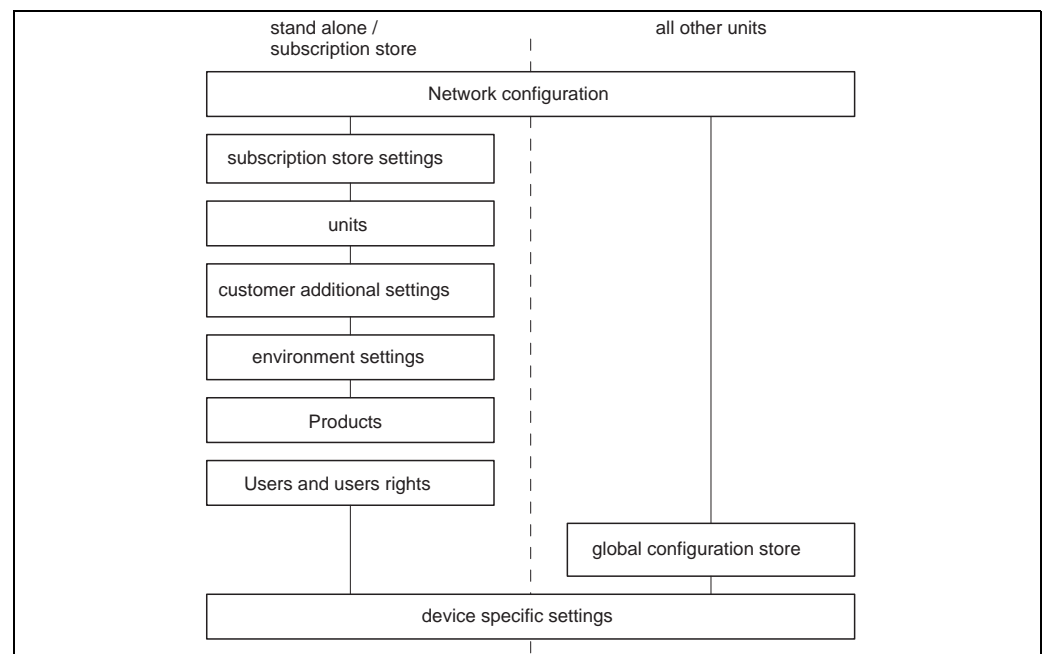 stand alone /
subscription store
all other units
Network configuration
subscription store settings
units
customer additional settings
environment settings
Products
Users and users rights
global configuration store
device specific settings